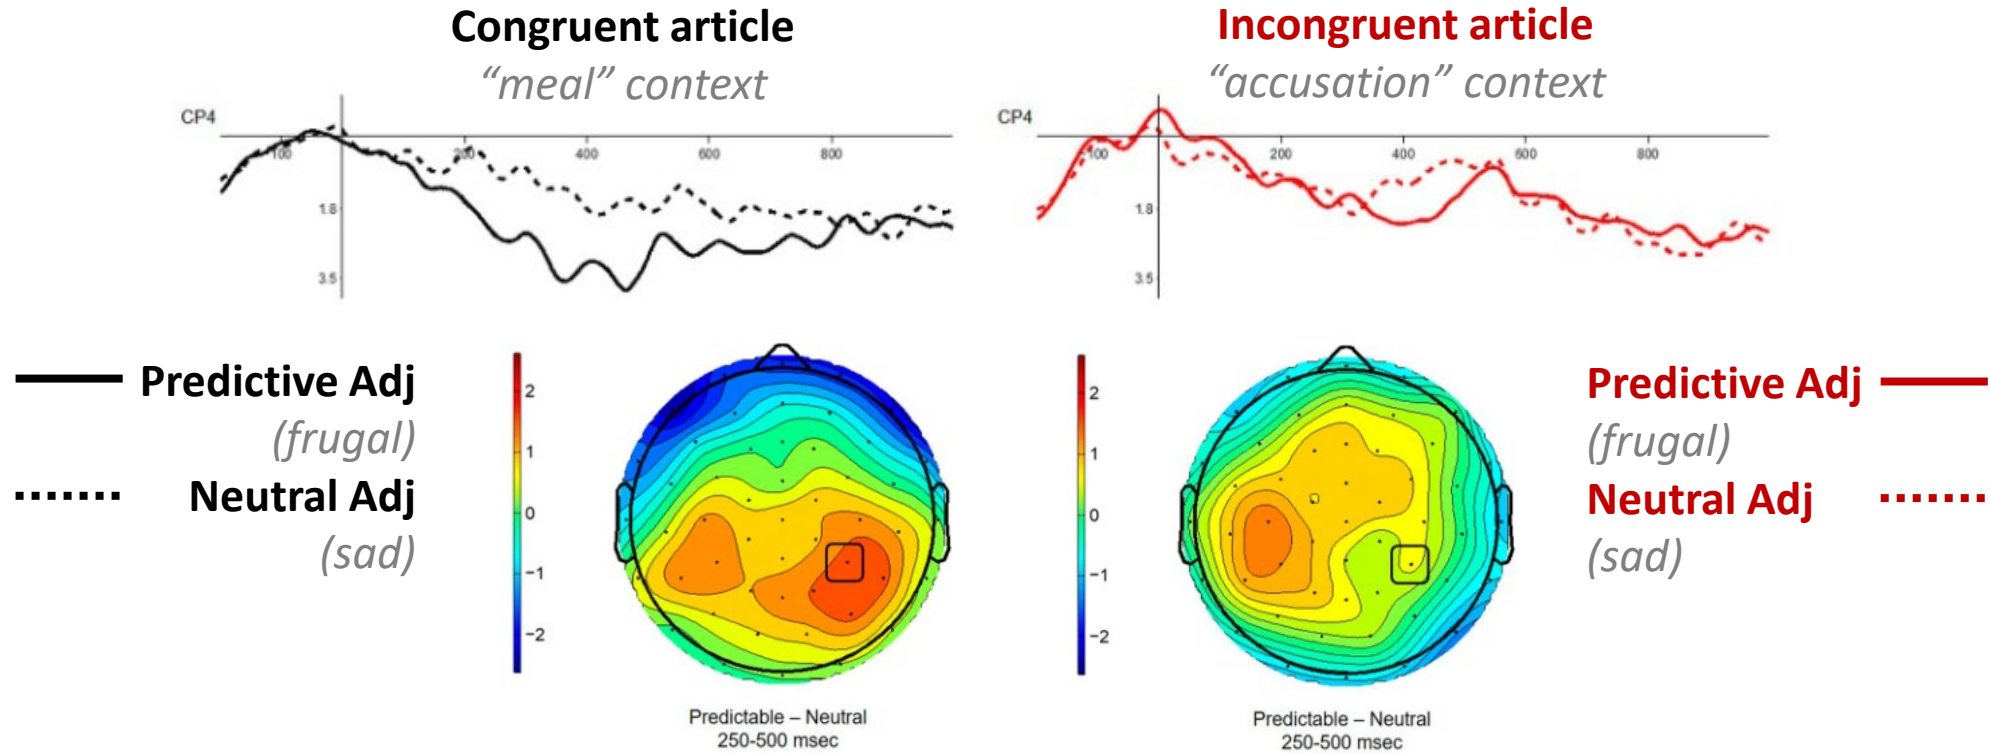 Congruent article
“meal” context
Incongruent article
“accusation” context
CP4
100
200
400
600
800
1.8
3.5
CP4
100
200
400
600
800
1.8
3.5
Predictive Adj
(frugal)
Neutral Adj
(sad)
2
1
0
−1
−2
Predictable – Neutral
250-500 msec
2
1
0
−1
−2
Predictable – Neutral
250-500 msec
Predictive Adj
(frugal)
Neutral Adj
(sad)